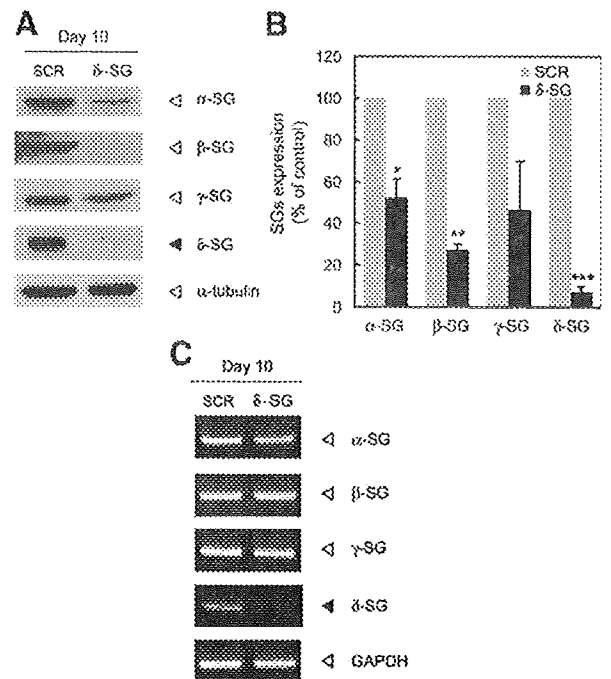 A
Day 10
SCR δ-SG
α-SG
β-SG
γ-SG
δ-SG
α-tubulin
B
SGs expression
(% of control)
120
100
80
60
40
20
0
SCR
δ-SG
*
**
***
α-SG β-SG γ-SG δ-SG
C
Day 10
SCR δ-SG
α-SG
β-SG
γ-SG
δ-SG
GAPDH